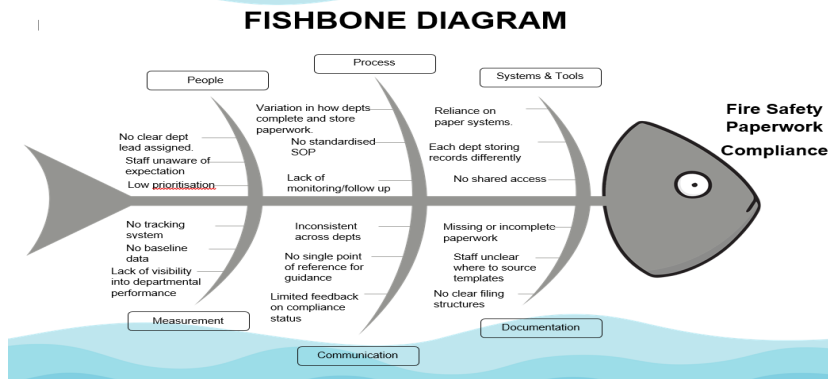 FISHBONE DIAGRAM
People
Process
Systems & Tools
No clear dept
lead assigned.
Staff unaware of
expectation
Low prioritisation
Variation in how depts
complete and store
paperwork.
No standardised
SOP
Lack of
monitoring/follow up
Reliance on
paper systems.
Each dept storing
records differently
No shared access
Fire Safety
Paperwork
Compliance
No tracking
system
No baseline
data
Lack of visibility
into departmental
performance
Inconsistent
across depts
No single point
of reference for
guidance
Limited feedback
on compliance
status
Missing or incomplete
paperwork
Staff unclear
where to source
templates
No clear filing
structures
Measurement
Communication
Documentation